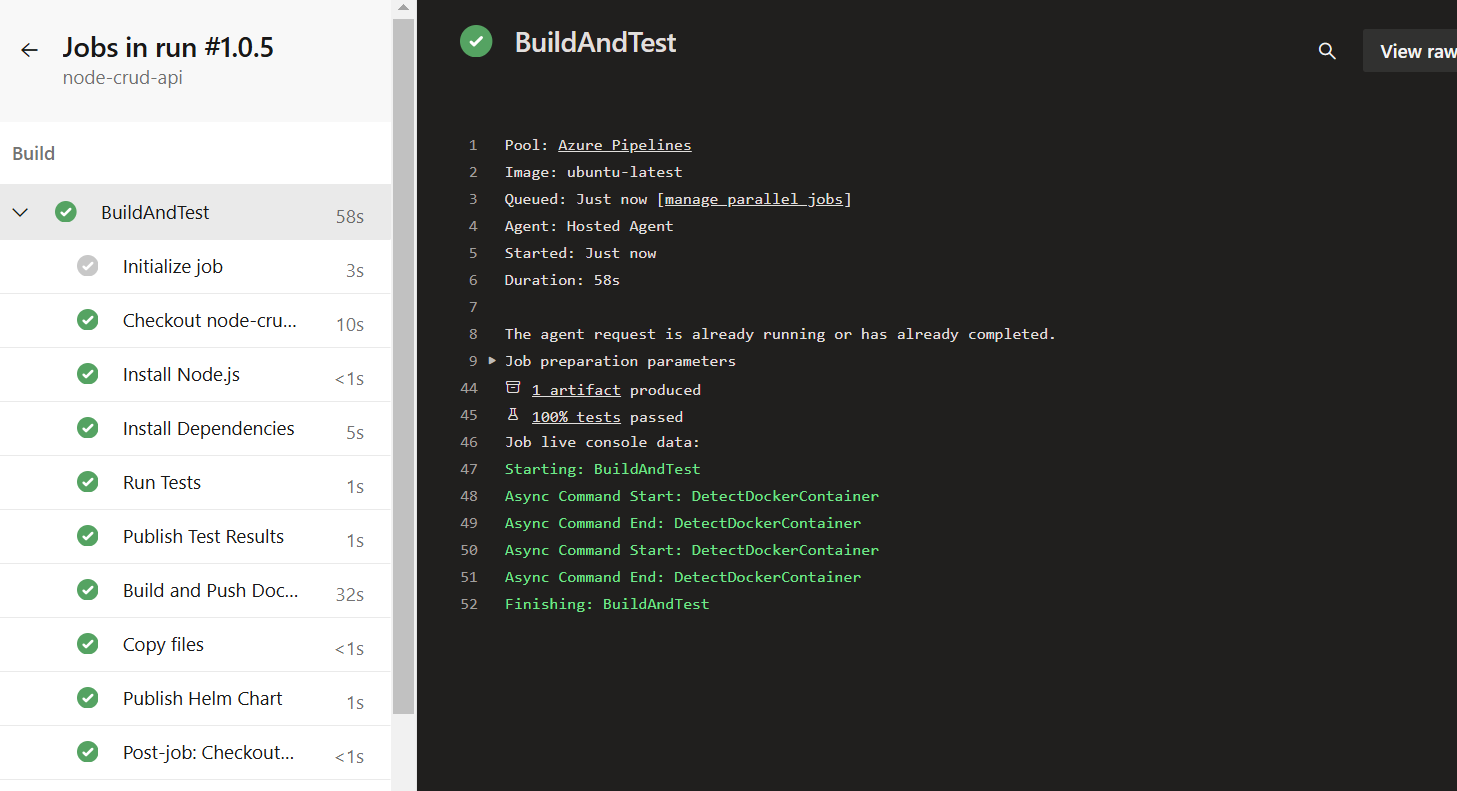 Jobs in run #1.0.5
node-crud-api
Build
BuildAndTest 58s
Initialize job 3s
Checkout node-cru... 10s
Install Node.js <1s
Install Dependencies 5s
Run Tests 1s
Publish Test Results 1s
Build and Push Doc... 32s
Copy files <1s
Publish Helm Chart 1s
Post-job: Checkout... <1s
BuildAndTest
View raw
1 Pool: Azure Pipelines
2 Image: ubuntu-latest
3 Queued: Just now [manage parallel jobs]
4 Agent: Hosted Agent
5 Started: Just now
6 Duration: 58s
7
8 The agent request is already running or has already completed.
9 Job preparation parameters
44 1 artifact produced
45 100% tests passed
46 Job live console data:
47 Starting: BuildAndTest
48 Async Command Start: DetectDockerContainer
49 Async Command End: DetectDockerContainer
50 Async Command Start: DetectDockerContainer
51 Async Command End: DetectDockerContainer
52 Finishing: BuildAndTest